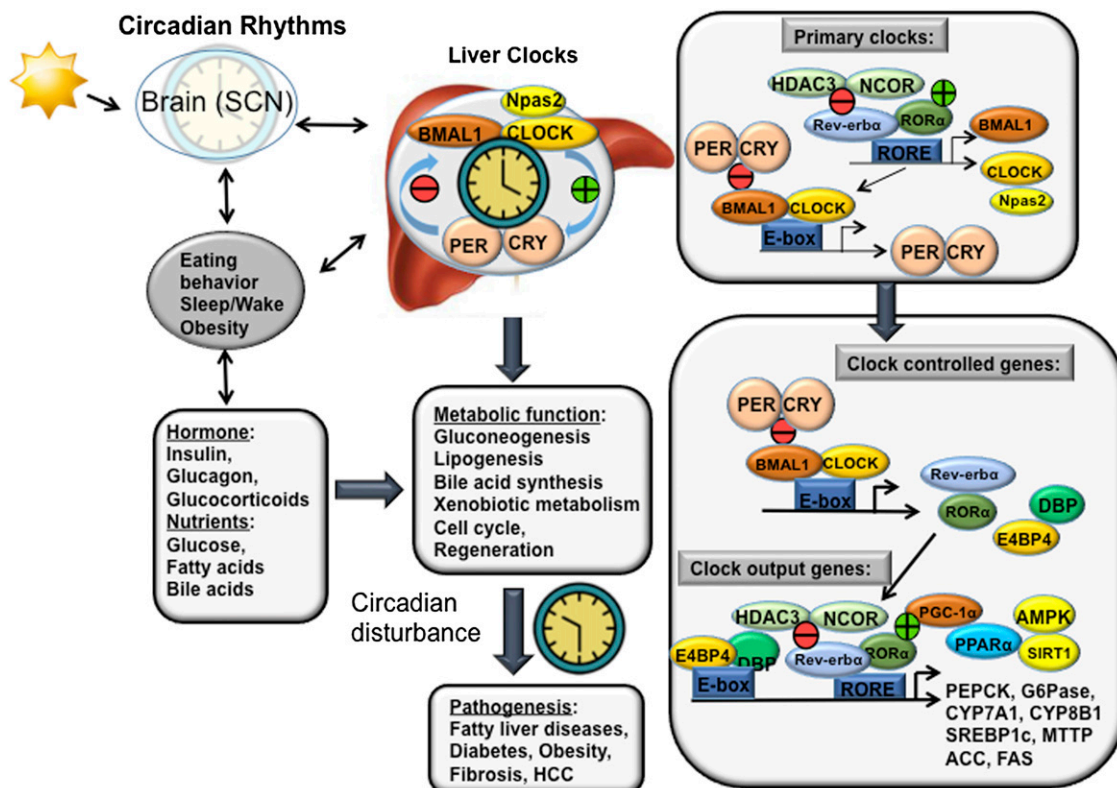 Circadian Rhythms
Brain (SCN)
Eating
behavior
Sleep/Wake
Obesity
Hormone:
Insulin,
Glucagon,
Glucocorticoids
Nutrients:
Glucose,
Fatty acids
Bile acids
Liver Clocks
Npas2
BMAL1
CLOCK
PER
CRY
Metabolic function:
Gluconeogenesis
Lipogenesis
Bile acid synthesis
Xenobiotic metabolism
Cell cycle,
Regeneration
Circadian
disturbance
Pathogenesis:
Fatty liver diseases,
Diabetes, Obesity,
Fibrosis, HCC
Primary clocks:
HDAC3
NCOR
Rev-erbα
RORα
RORE
BMAL1
CLOCK
Npas2
PER
CRY
BMAL1
CLOCK
E-box
PER
CRY
Clock controlled genes:
PER
CRY
BMAL1
CLOCK
E-box
Rev-erbα
RORα
DBP
E4BP4
Clock output genes:
HDAC3
NCOR
PGC-1α
AMPK
PPARα
SIRT1
E4BP4
DBP
Rev-erbα
RORα
E-box
RORE
PEPCK, G6Pase,
CYP7A1, CYP8B1
SREBP1c, MTTP
ACC, FAS